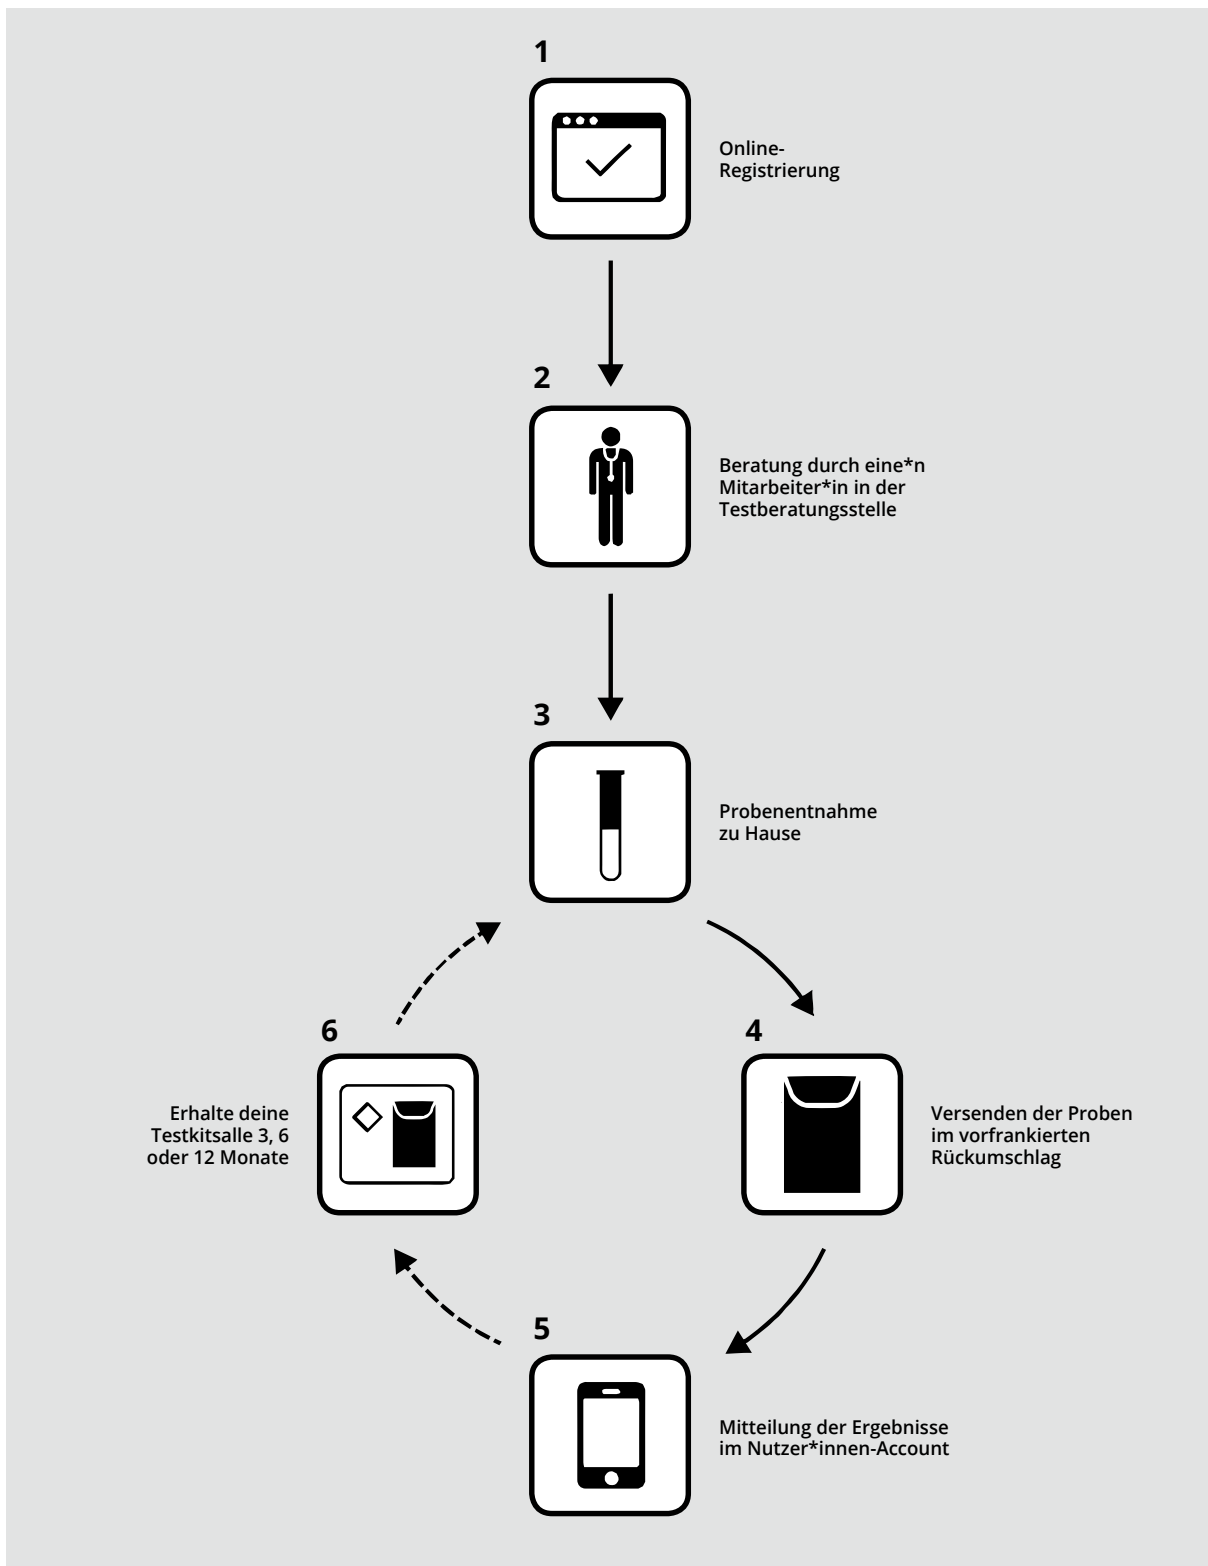 1
Online-
Registrierung
2
Beratung durch eine*n
Mitarbeiter*in in der
Testberatungsstelle
3
Probenentnahme
zu Hause
4
Versenden der Proben
im vorfrankierten
Rückumschlag
5
Mitteilung der Ergebnisse
im Nutzer*innen-Account
6
Erhalte deine
Testkitsalle 3, 6
oder 12 Monate